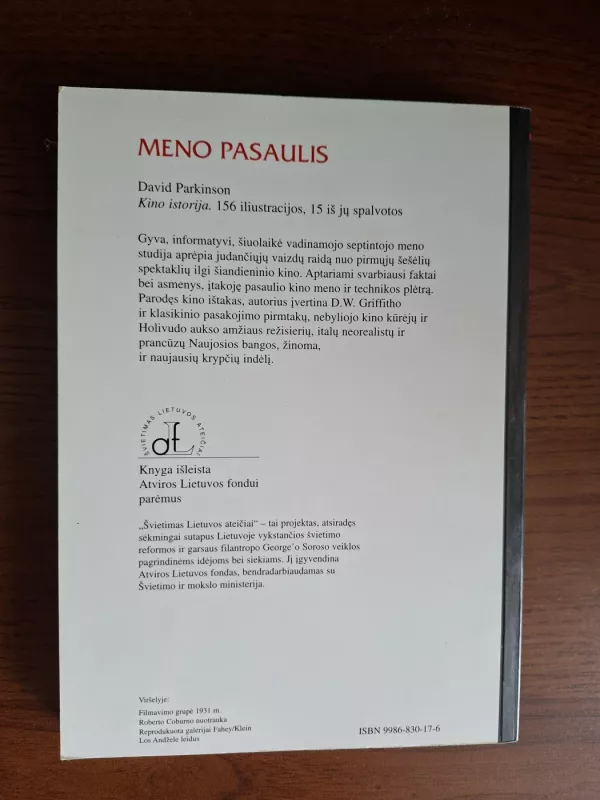 MENO PASAULIS
David Parkinson
Kino istorija. 156 iliustracijos, 15 iš jų spalvotos
Gyva, informatyvi, šiuolaikė vadinamojo septintojo meno
studija aprėpia judančiųjų vaizdų raidą nuo pirmųjų šešėlių
spektaklių ilgi šiandieninio kino. Aptariami svarbiausi faktai
bei asmenys, įtakoję pasaulio kino meno ir technikos plėtrą.
Parodęs kino ištakas, autorius įvertina D.W. Griffitho
ir klasikinio pasakojimo pirmtakų, nebyliojo kino kūrėjų ir
Holivudo aukso amžiaus režisierių, italų neorealistų ir
prancūzų Naujosios bangos, žinoma,
ir naujausių krypčių indėlį.
ŠVIETIMAS LIETUVOS ATEIČIAI
Knyga išleista
Atviros Lietuvos fondui
parėmus
„Švietimas Lietuvos ateičiai" – tai projektas, atsiradęs
sėkmingai sutapus Lietuvoje vykstančios švietimo
reformos ir garsaus filantropo George'o Soroso veiklos
pagrindinėms idėjoms bei siekiams. Jį įgyvendina
Atviros Lietuvos fondas, bendradarbiaudamas su
Švietimo ir mokslo ministerija.
Viršelyje:
Filmavimo grupė 1931 m.
Roberto Coburno nuotrauka
Reprodukuota galerijai Fahey/Klein
Los Andžele leidus
ISBN 9986-830-17-6